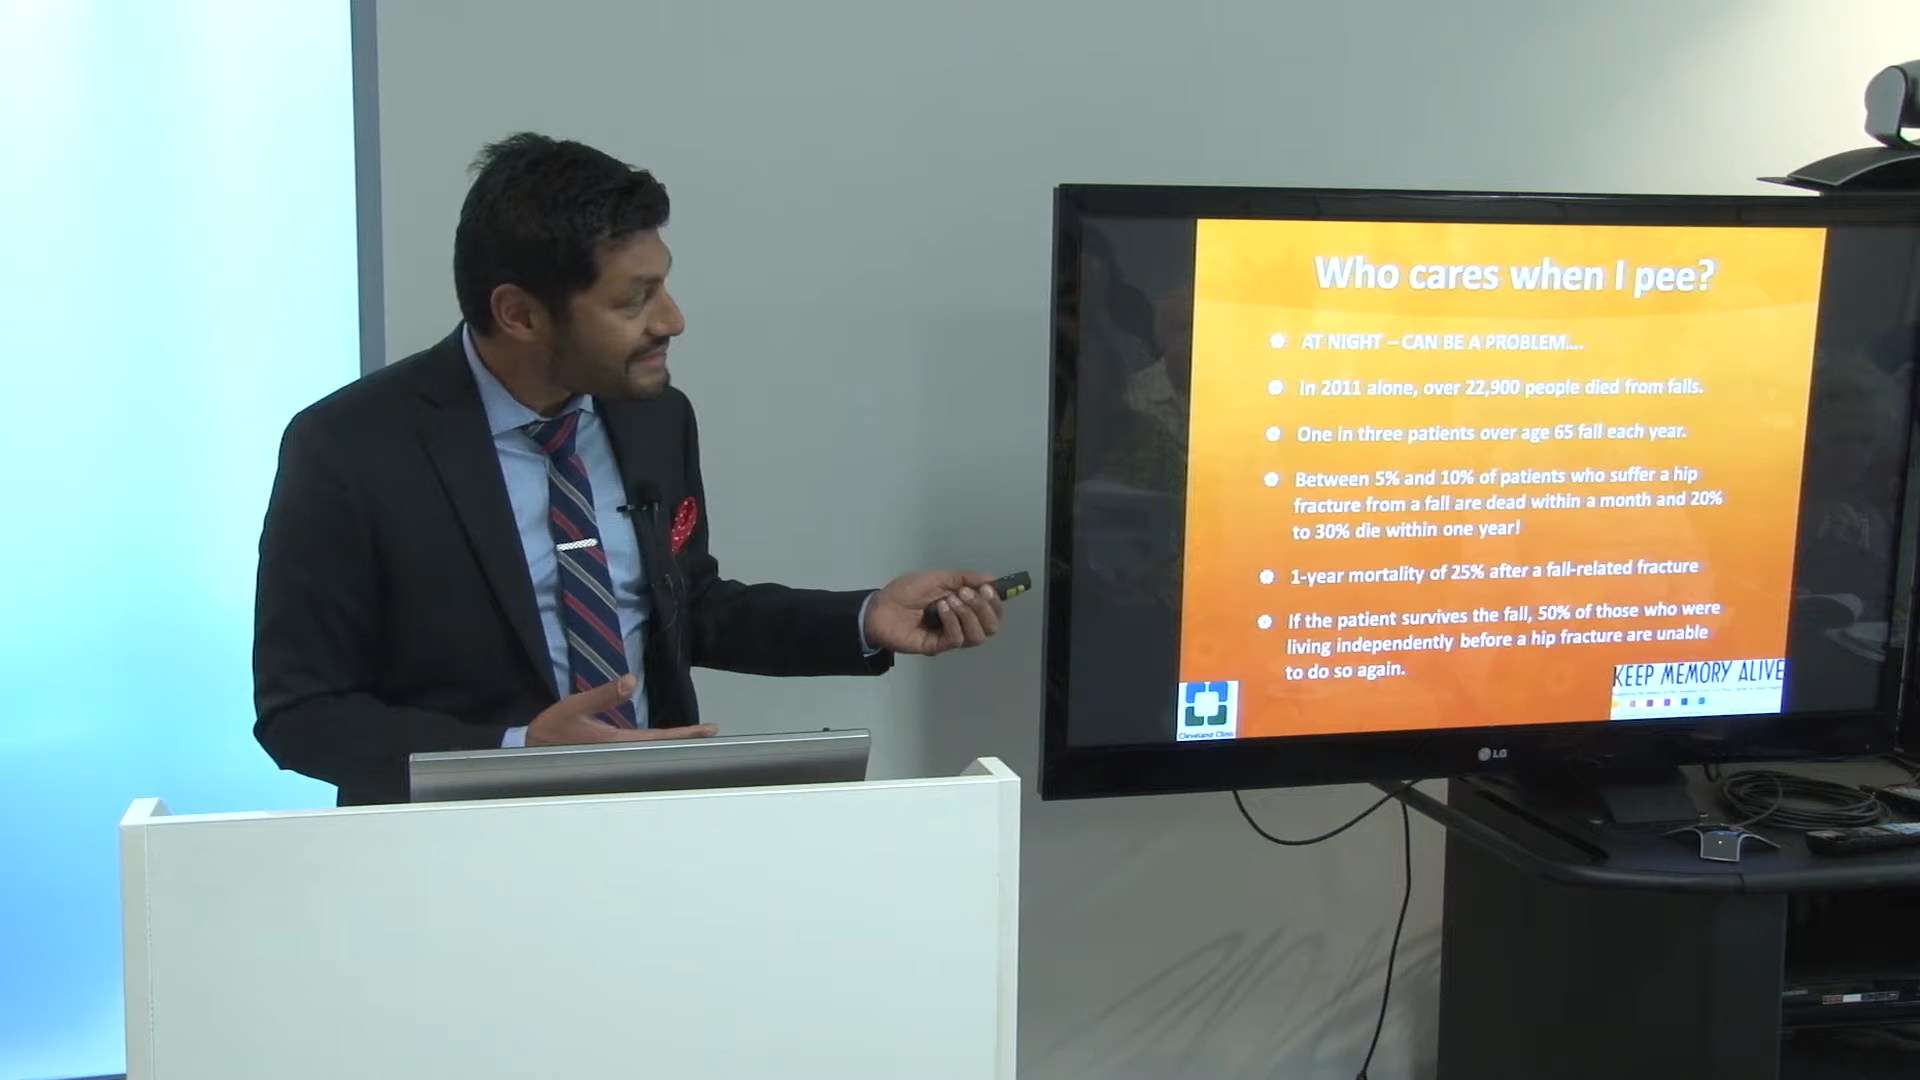 Who cares when I pee?
AT NIGHT – CAN BE A PROBLEM....
In 2011 alone, over 22,900 people died from falls.
One in three patients over age 65 fall each year.
Between 5% and 10% of patients who suffer a hip
fracture from a fall are dead within a month and 20%
to 30% die within one year!
1-year mortality of 25% after a fall-related fracture
If the patient survives the fall, 50% of those who were
living independently before a hip fracture are unable
to do so again.
KEEP MEMORY ALIVE
Cleveland Clinic
LG